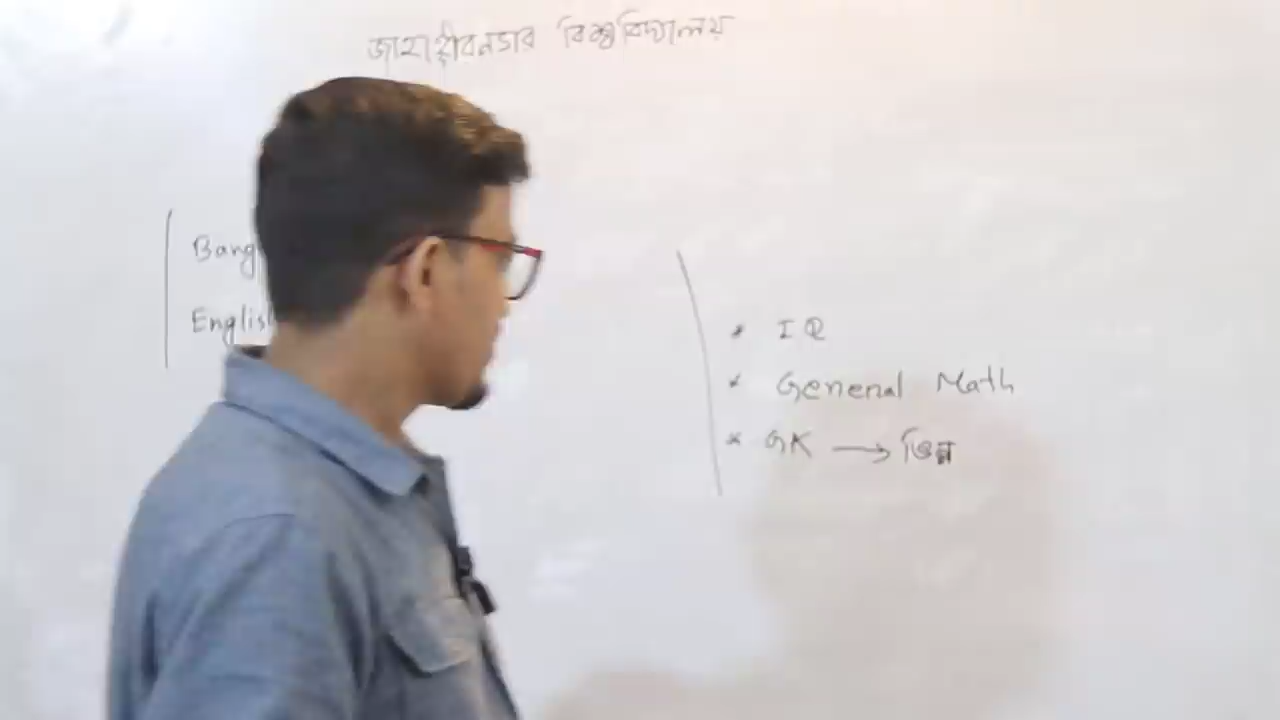 জাহাঙ্গীরনগর বিশ্ববিদ্যালয়
Bang
English
* IQ
* General Math
* GK → ভিন্ন